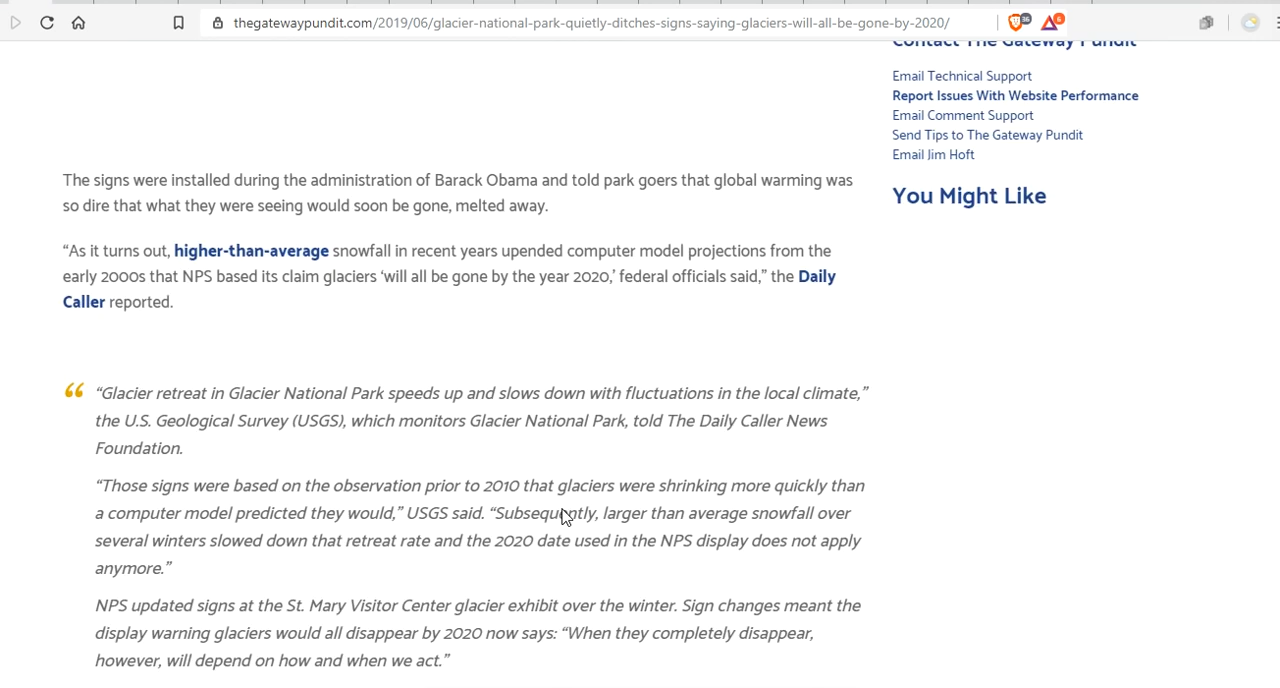 thegatewaypundit.com/2019/06/glacier-national-park-quietly-ditches-signs-saying-glaciers-will-all-be-gone-by-2020/
36
6
Contact The Gateway Pundit
Email Technical Support
Report Issues With Website Performance
Email Comment Support
Send Tips to The Gateway Pundit
Email Jim Hoft
You Might Like
The signs were installed during the administration of Barack Obama and told park goers that global warming was
so dire that what they were seeing would soon be gone, melted away.
“As it turns out, higher-than-average snowfall in recent years upended computer model projections from the
early 2000s that NPS based its claim glaciers ‘will all be gone by the year 2020,’ federal officials said,” the Daily
Caller reported.
“
“Glacier retreat in Glacier National Park speeds up and slows down with fluctuations in the local climate,”
the U.S. Geological Survey (USGS), which monitors Glacier National Park, told The Daily Caller News
Foundation.
“Those signs were based on the observation prior to 2010 that glaciers were shrinking more quickly than
a computer model predicted they would,” USGS said. “Subsequently, larger than average snowfall over
several winters slowed down that retreat rate and the 2020 date used in the NPS display does not apply
anymore.”
NPS updated signs at the St. Mary Visitor Center glacier exhibit over the winter. Sign changes meant the
display warning glaciers would all disappear by 2020 now says: “When they completely disappear,
however, will depend on how and when we act.”